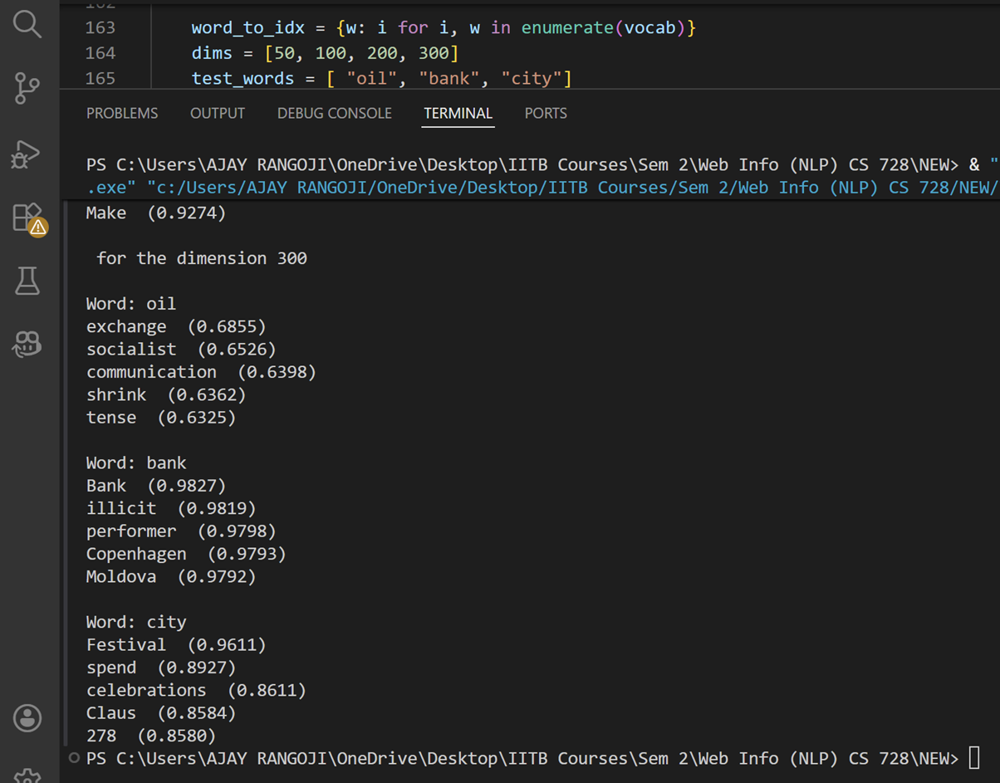 163 word_to_idx = {w: i for i, w in enumerate(vocab)}
164 dims = [50, 100, 200, 300]
165 test_words = [ "oil", "bank", "city"]
PROBLEMS OUTPUT DEBUG CONSOLE TERMINAL PORTS
PS C:\Users\AJAY RANGOJI\OneDrive\Desktop\IITB Courses\Sem 2\Web Info (NLP) CS 728\NEW> & "
.exe" "c:/Users/AJAY RANGOJI/OneDrive/Desktop/IITB Courses/Sem 2/Web Info (NLP) CS 728/NEW/
Make (0.9274)
for the dimension 300
Word: oil
exchange (0.6855)
socialist (0.6526)
communication (0.6398)
shrink (0.6362)
tense (0.6325)
Word: bank
Bank (0.9827)
illicit (0.9819)
performer (0.9798)
Copenhagen (0.9793)
Moldova (0.9792)
Word: city
Festival (0.9611)
spend (0.8927)
celebrations (0.8611)
Claus (0.8584)
278 (0.8580)
PS C:\Users\AJAY RANGOJI\OneDrive\Desktop\IITB Courses\Sem 2\Web Info (NLP) CS 728\NEW>